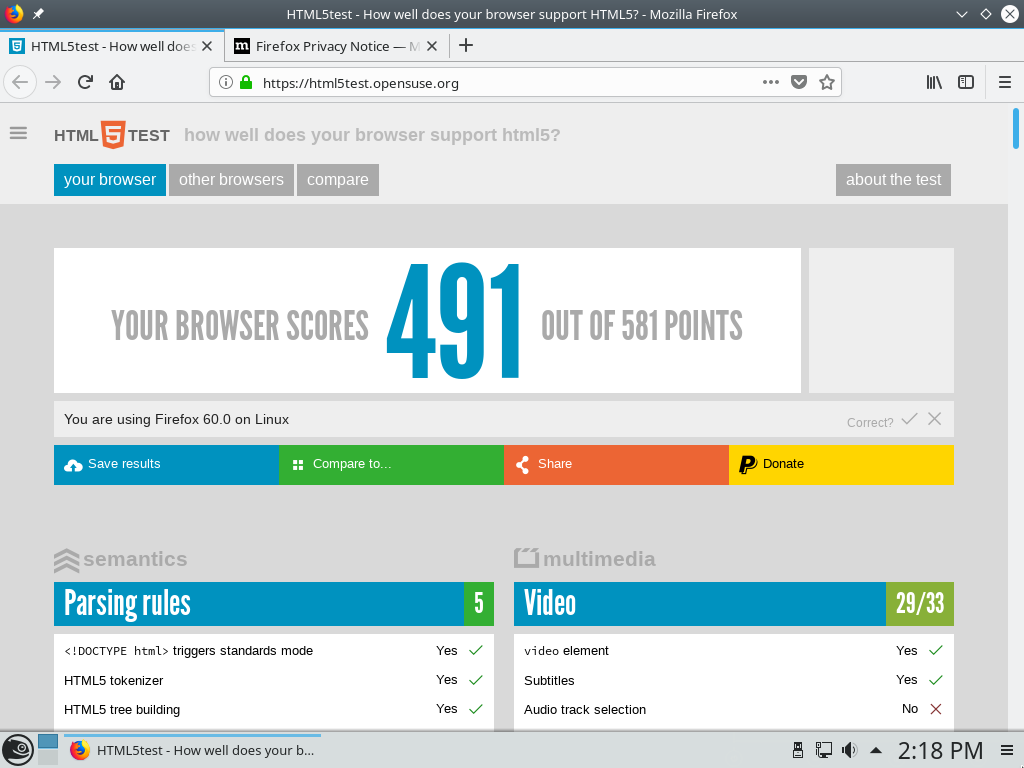 HTML5test - How well does your browser support HTML5? - Mozilla Firefox
HTML5test - How well does
Firefox Privacy Notice — M
https://html5test.opensuse.org
HTML5TEST how well does your browser support html5?
your browser other browsers compare about the test
YOUR BROWSER SCORES 491 OUT OF 581 POINTS
You are using Firefox 60.0 on Linux Correct?
Save results Compare to... Share Donate
semantics
Parsing rules 5
<!DOCTYPE html> triggers standards mode Yes
HTML5 tokenizer Yes
HTML5 tree building Yes
multimedia
Video 29/33
video element Yes
Subtitles Yes
Audio track selection No
HTML5test - How well does your b...
2:18 PM